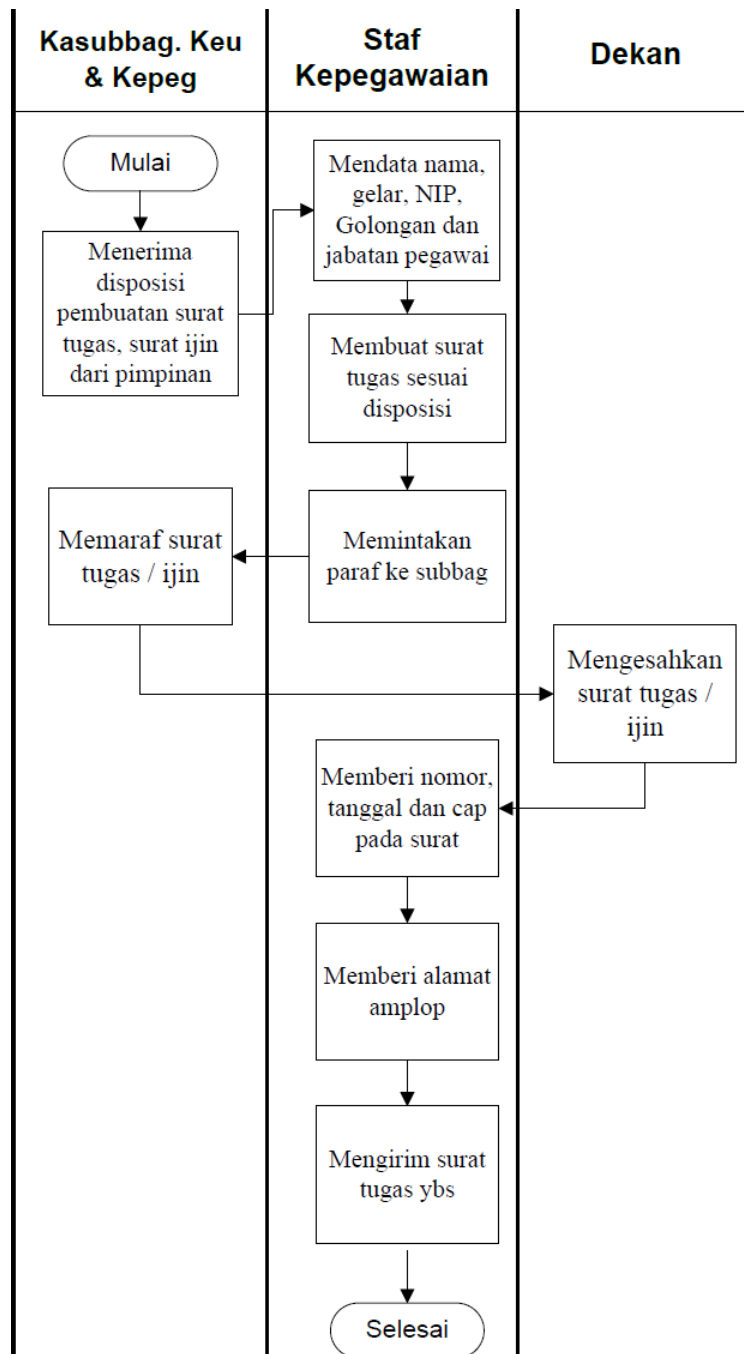 Kasubbag. Keu
& Kepeg
Staf
Kepegawaian
Dekan
Mulai
Menerima
disposisi
pembuatan surat
tugas, surat ijin
dari pimpinan
Mendata nama,
gelar, NIP,
Golongan dan
jabatan pegawai
Membuat surat
tugas sesuai
disposisi
Memintakan
paraf ke subbag
Memaraf surat
tugas / ijin
Mengesahkan
surat tugas /
ijin
Memberi nomor,
tanggal dan cap
pada surat
Memberi alamat
amplop
Mengirim surat
tugas ybs
Selesai